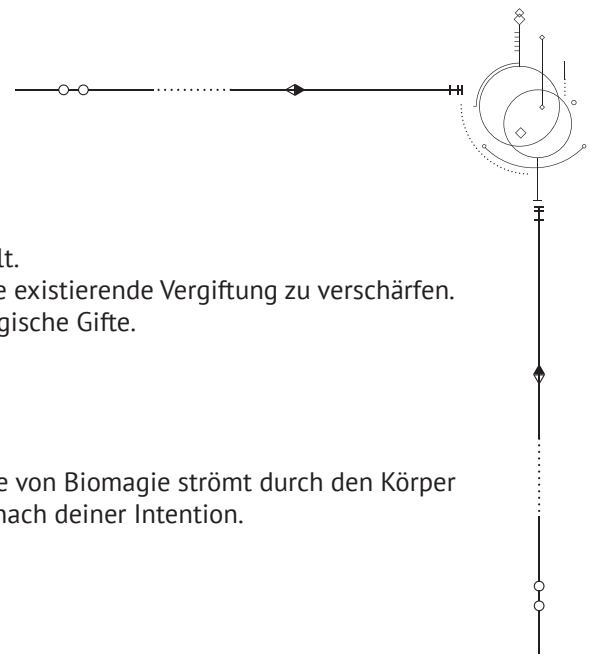 lt.
e existierende Vergiftung zu verschärfen.
gische Gifte.
e von Biomagie strömt durch den Körper
nach deiner Intention.